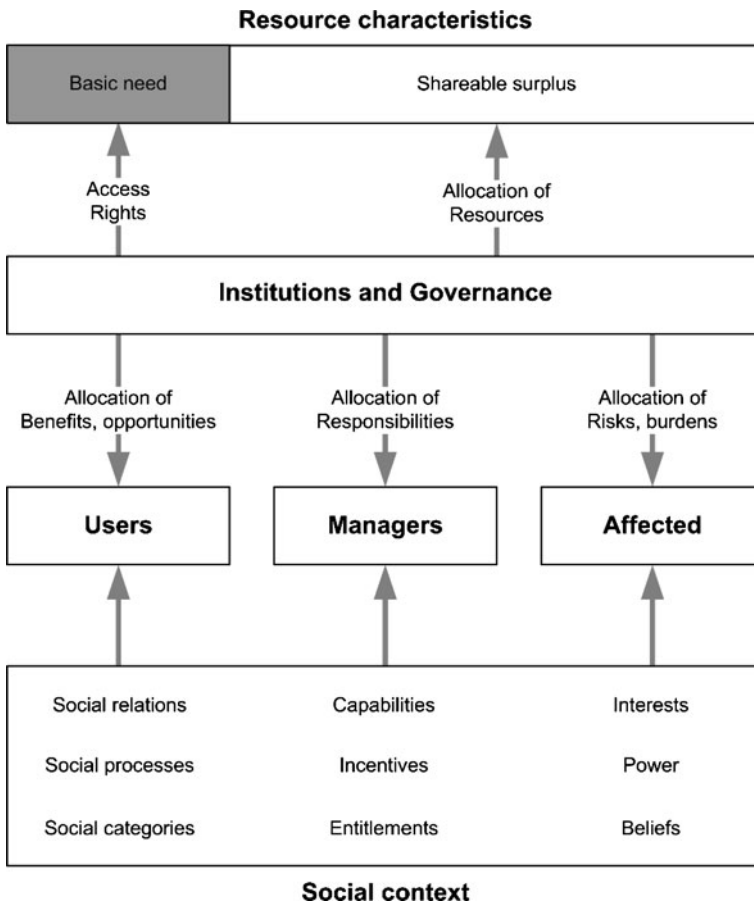 Resource characteristics
Basic need
Shareable surplus
Access
Rights
Allocation of
Resources
Institutions and Governance
Allocation of
Benefits, opportunities
Allocation of
Responsibilities
Allocation of
Risks, burdens
Users
Managers
Affected
Social relations
Capabilities
Interests
Social processes
Incentives
Power
Social categories
Entitlements
Beliefs
Social context